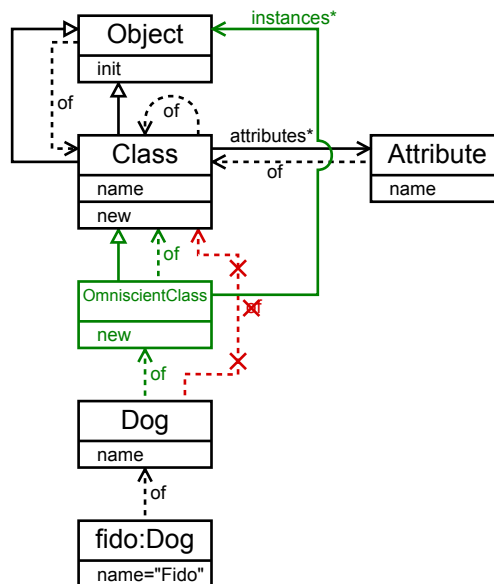 instances*
Object
init
of
of
Class
attributes*
Attribute
of
name
name
new
of
OmniscientClass
of
new
of
Dog
name
of
fido:Dog
name="Fido"